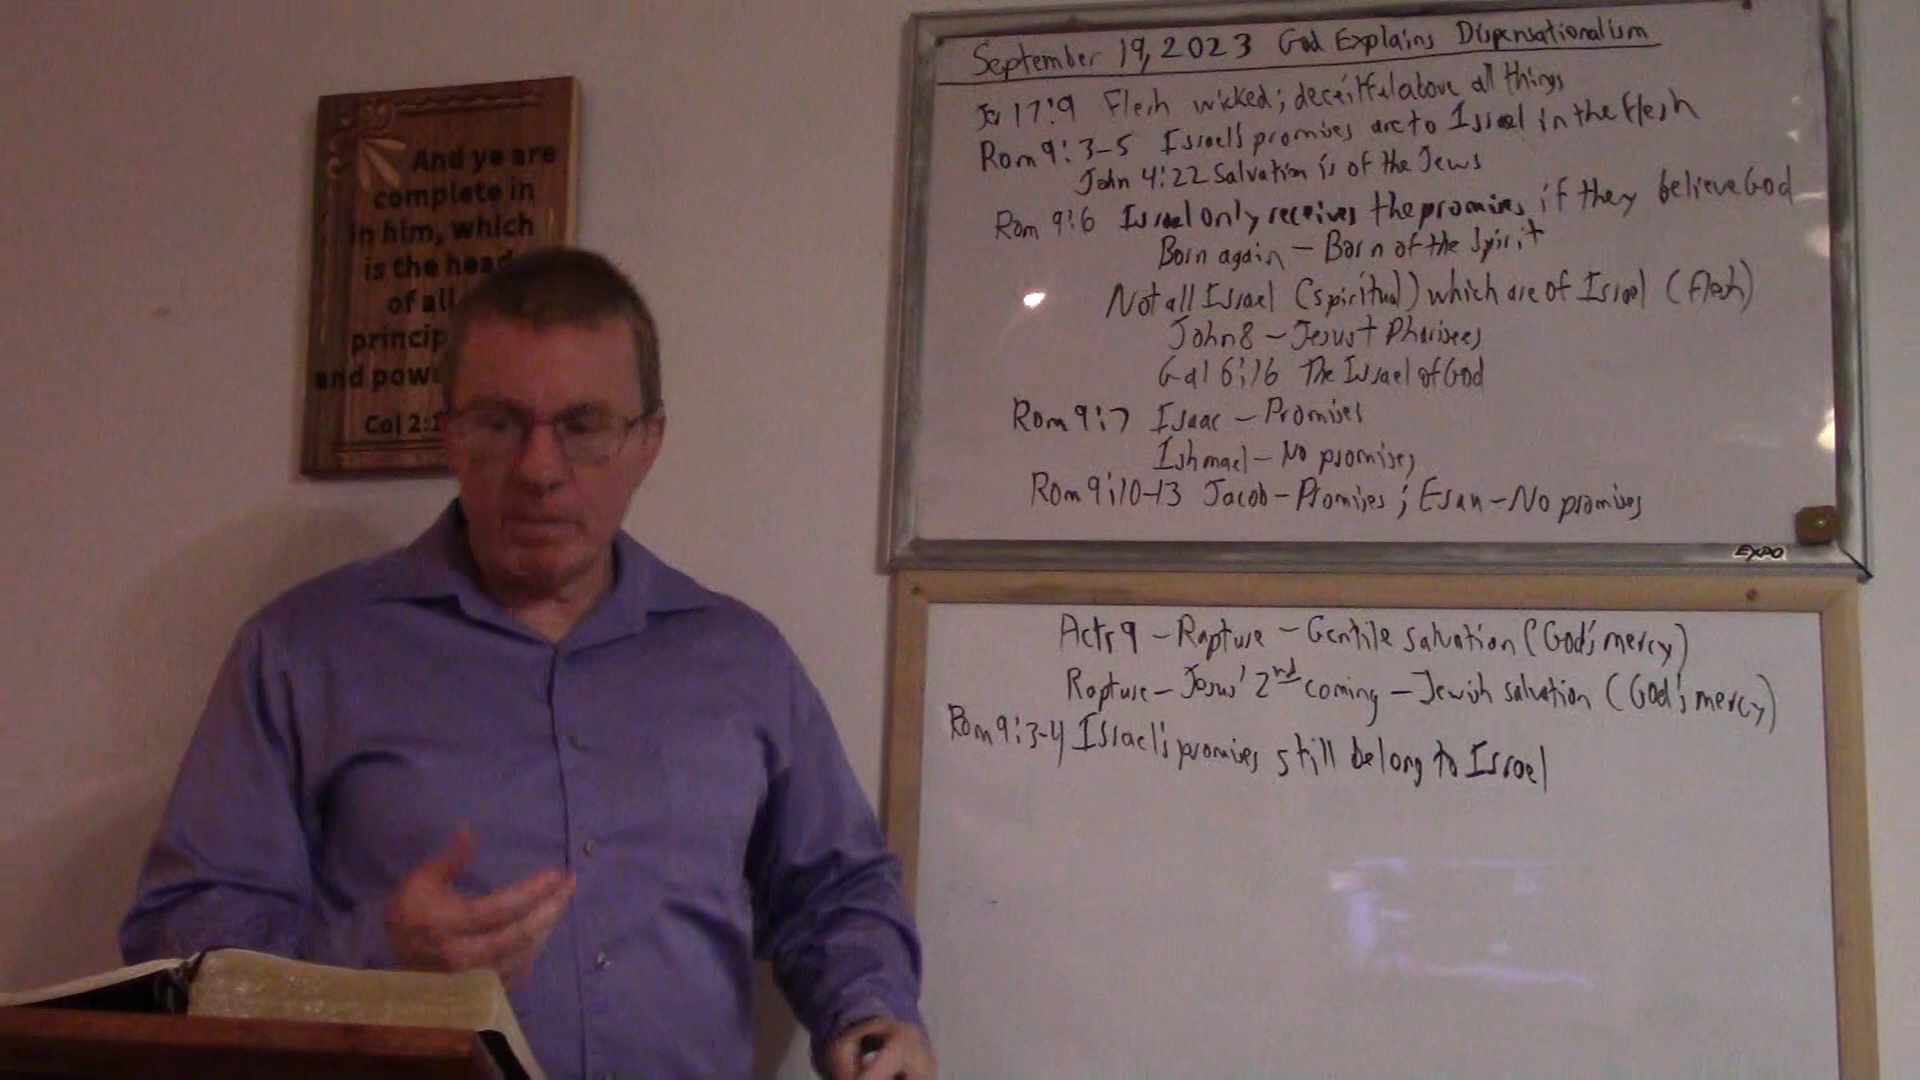 And ye are
complete in
in him, which
is the head
of all
princip
and pow
Col 2:1
September 19, 2023 God Explains Dispensationalism
Jer 17:9 Flesh wicked; deceitful above all things
Rom 9:3-5 Israel's promises are to Israel in the flesh
John 4:22 Salvation is of the Jews
Rom 9:6 Israel only receives the promises if they believe God
Born again - Born of the Spirit
Not all Israel (spiritual) which are of Israel (flesh)
John 8 - Jesus + Pharisees
Gal 6:16 The Israel of God
Rom 9:7 Isaac - Promises
Ishmael - No promises
Rom 9:10-13 Jacob - Promises; Esau - No promises
EXPO
Acts 9 - Rapture - Gentile salvation (God's mercy)
Rapture - Jesus' 2nd coming - Jewish salvation (God's mercy)
Rom 9:3-4 Israel's promises still belong to Israel